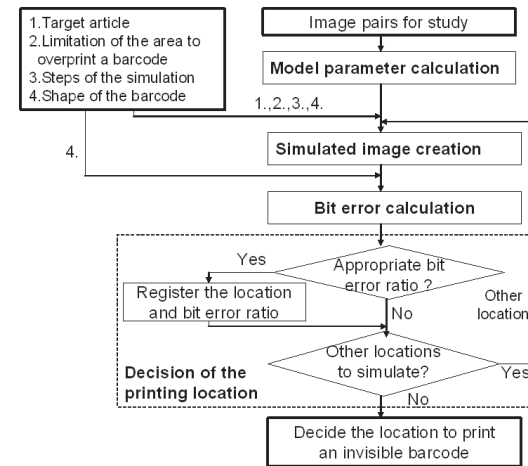 1.Target article
2.Limitation of the area to
overprint a barcode
3.Steps of the simulation
4.Shape of the barcode
Image pairs for study
Model parameter calculation
1.,2.,3.,4.
4.
Simulated image creation
Bit error calculation
Yes
Appropriate bit
error ratio ?
Register the location
and bit error ratio
No
Other
location
Other locations
to simulate?
Yes
Decision of the
printing location
No
Decide the location to print
an invisible barcode